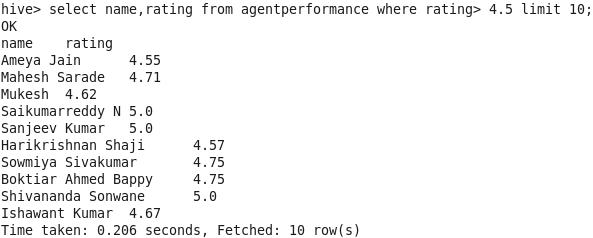 hive> select name,rating from agentperformance where rating> 4.5 limit 10;
OK
name	rating
Ameya Jain	4.55
Mahesh Sarade	4.71
Mukesh	4.62
Saikumarreddy N	5.0
Sanjeev Kumar	5.0
Harikrishnan Shaji	4.57
Sowmiya Sivakumar	4.75
Boktiar Ahmed Bappy	4.75
Shivananda Sonwane	5.0
Ishawant Kumar	4.67
Time taken: 0.206 seconds, Fetched: 10 row(s)